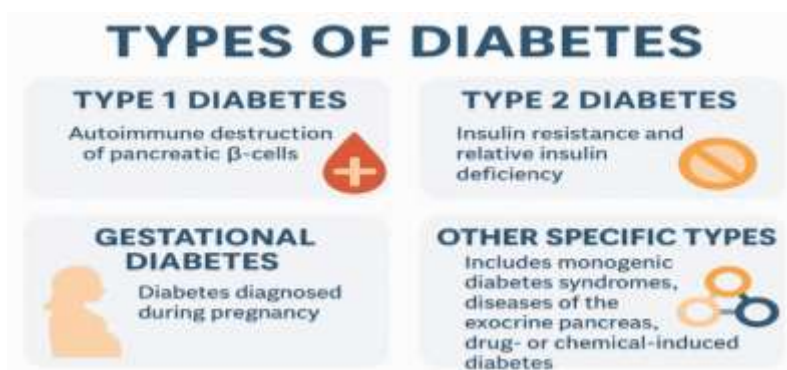 TYPES OF DIABETES
TYPE 1 DIABETES
Autoimmune destruction
of pancreatic β-cells
TYPE 2 DIABETES
Insulin resistance and
relative insulin
deficiency
GESTATIONAL
DIABETES
Diabetes diagnosed
during pregnancy
OTHER SPECIFIC TYPES
Includes monogenic
diabetes syndromes,
diseases of the
exocrine pancreas,
drug- or chemical-induced
diabetes